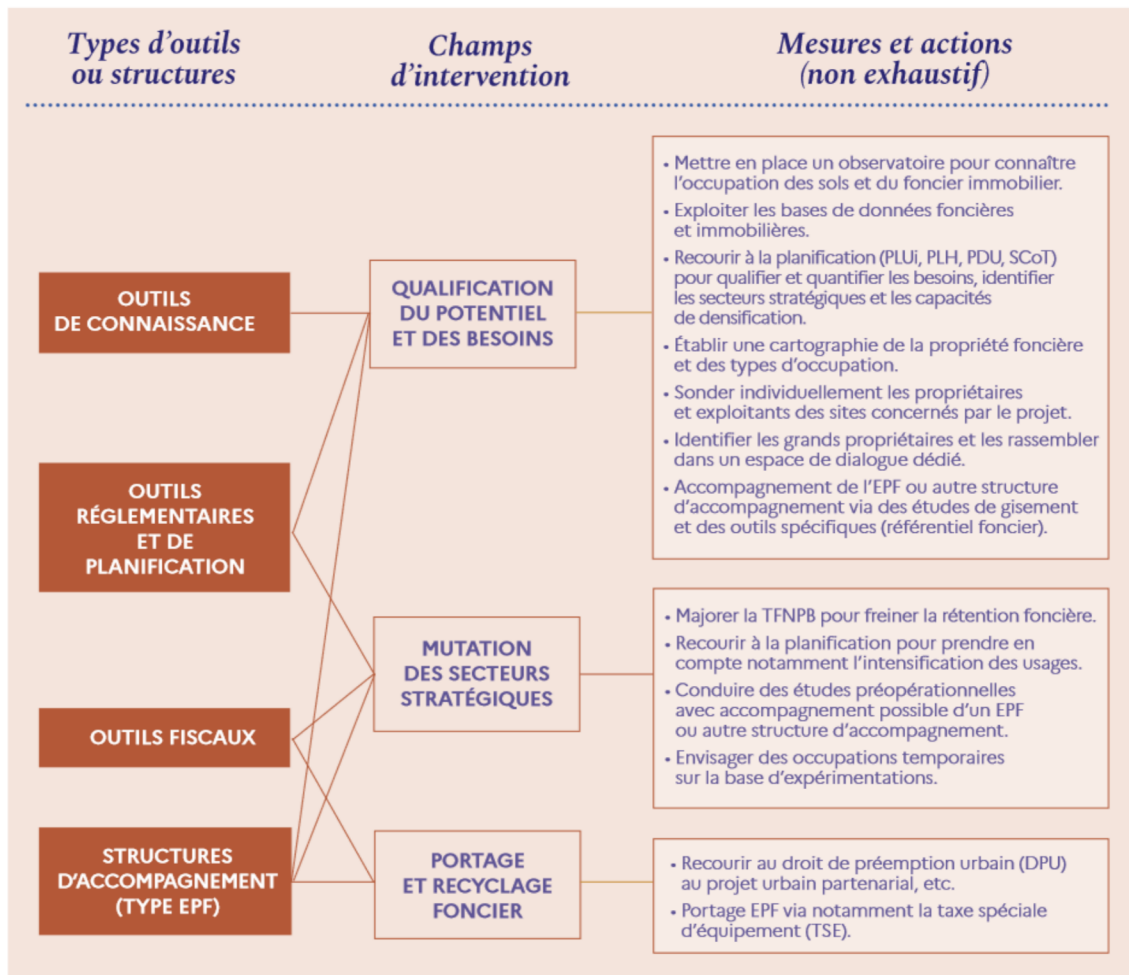 Types d’outils
ou structures
Champs
d’intervention
Mesures et actions
(non exhaustif)
OUTILS
DE CONNAISSANCE
OUTILS
RÉGLEMENTAIRES
ET DE
PLANIFICATION
OUTILS FISCAUX
STRUCTURES
D’ACCOMPAGNEMENT
(TYPE EPF)
QUALIFICATION
DU POTENTIEL
ET DES BESOINS
MUTATION
DES SECTEURS
STRATÉGIQUES
PORTAGE
ET RECYCLAGE
FONCIER
• Mettre en place un observatoire pour connaître
l’occupation des sols et du foncier immobilier.
• Exploiter les bases de données foncières
et immobilières.
• Recourir à la planification (PLUi, PLH, PDU, SCoT)
pour qualifier et quantifier les besoins, identifier
les secteurs stratégiques et les capacités
de densification.
• Établir une cartographie de la propriété foncière
et des types d’occupation.
• Sonder individuellement les propriétaires
et exploitants des sites concernés par le projet.
• Identifier les grands propriétaires et les rassembler
dans un espace de dialogue dédié.
• Accompagnement de l’EPF ou autre structure
d’accompagnement via des études de gisement
et des outils spécifiques (référentiel foncier).
• Majorer la TFNPB pour freiner la rétention foncière.
• Recourir à la planification pour prendre en
compte notamment l’intensification des usages.
• Conduire des études préopérationnelles
avec accompagnement possible d’un EPF
ou autre structure d’accompagnement.
• Envisager des occupations temporaires
sur la base d’expérimentations.
• Recourir au droit de préemption urbain (DPU)
au projet urbain partenarial, etc.
• Portage EPF via notamment la taxe spéciale
d’équipement (TSE).